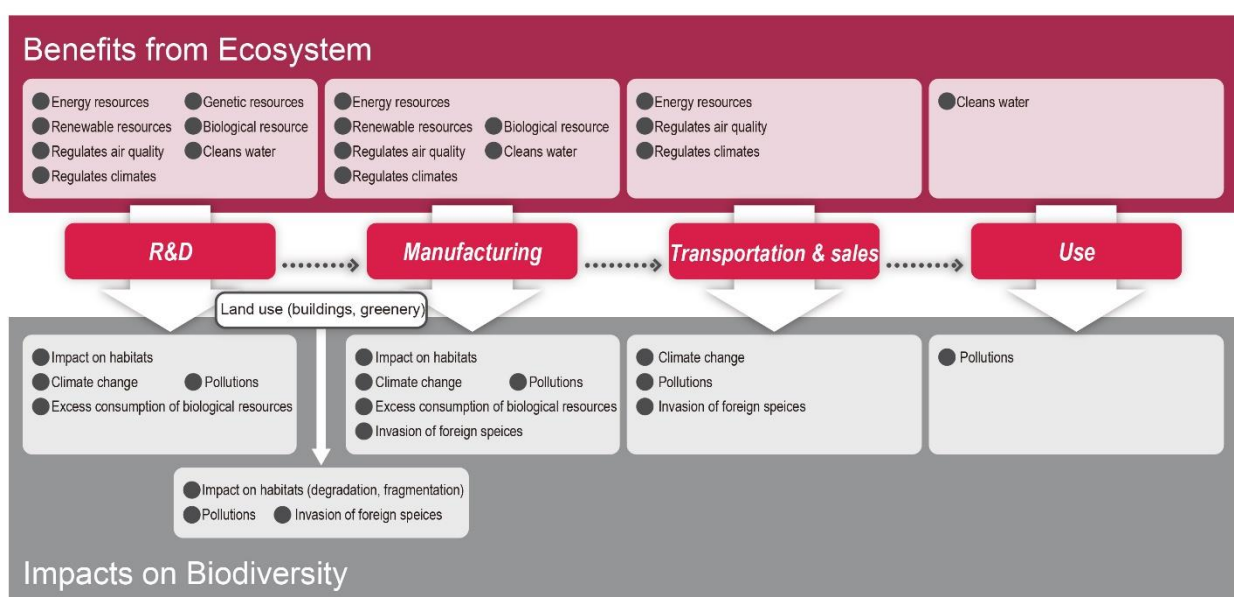 Benefits from Ecosystem
Energy resources
Genetic resources
Renewable resources
Biological resource
Regulates air quality
Cleans water
Regulates climates
Energy resources
Renewable resources
Biological resource
Regulates air quality
Cleans water
Regulates climates
Energy resources
Regulates air quality
Regulates climates
Cleans water
R&D
Manufacturing
Transportation & sales
Use
Land use (buildings, greenery)
Impact on habitats
Climate change
Pollutions
Excess consumption of biological resources
Impact on habitats
Climate change
Pollutions
Excess consumption of biological resources
Invasion of foreign speices
Climate change
Pollutions
Invasion of foreign speices
Pollutions
Impact on habitats (degradation, fragmentation)
Pollutions
Invasion of foreign speices
Impacts on Biodiversity